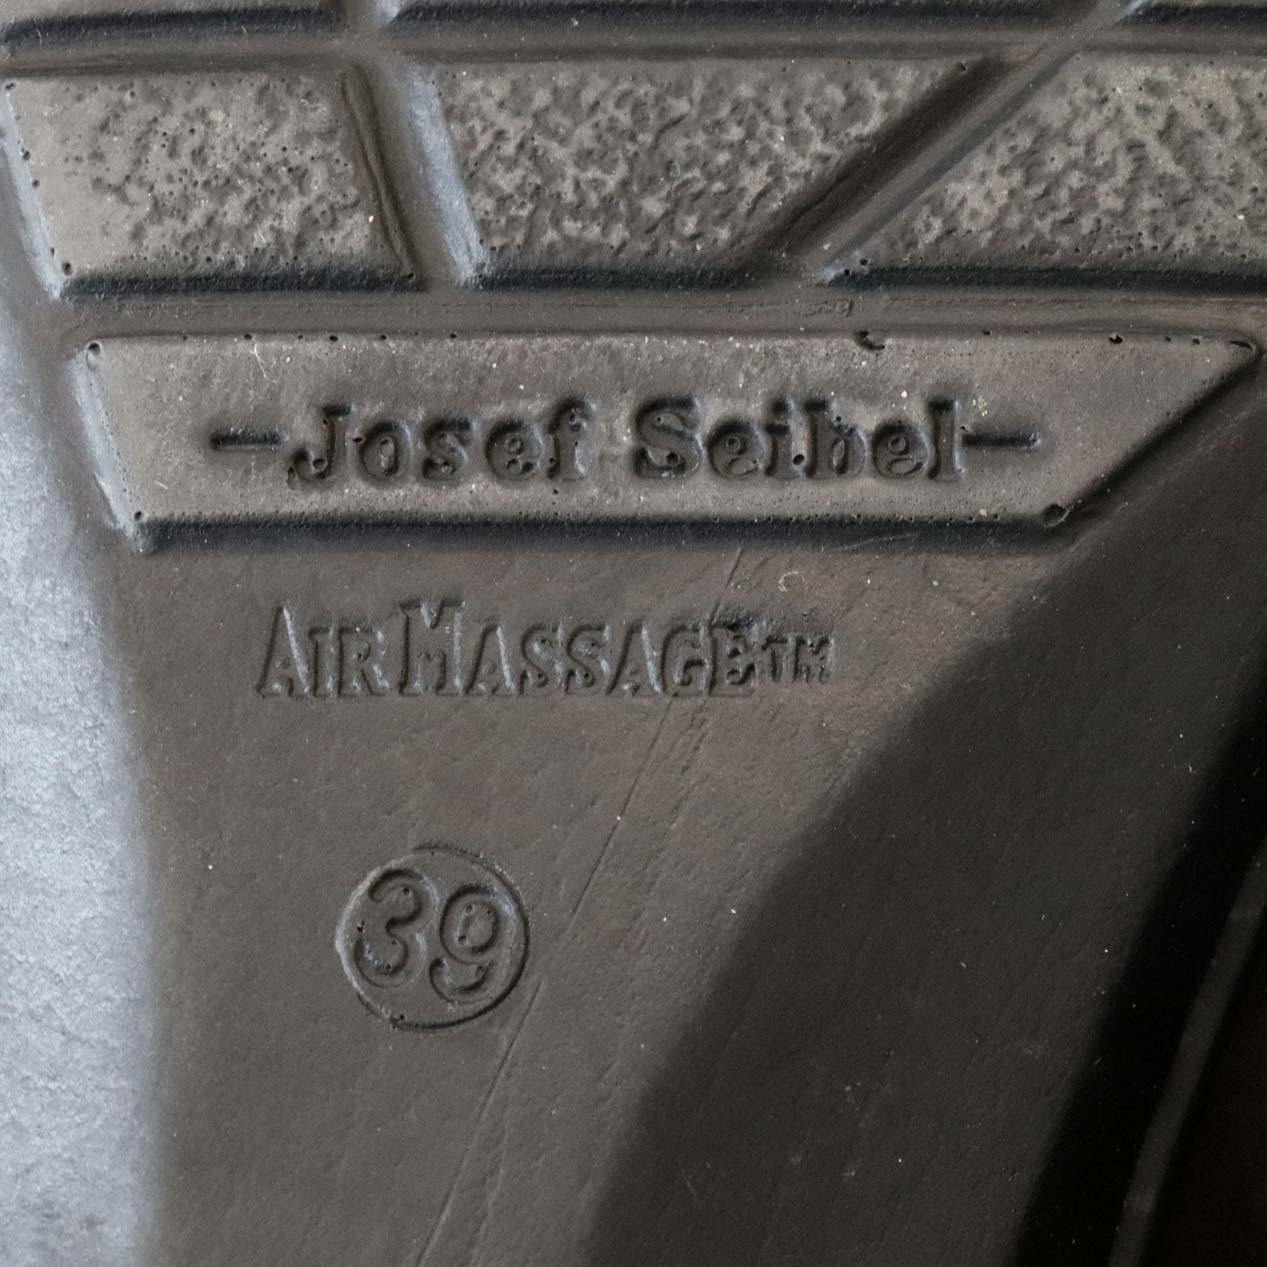 -Josef Seibel-
AIRMASSAGE™
39